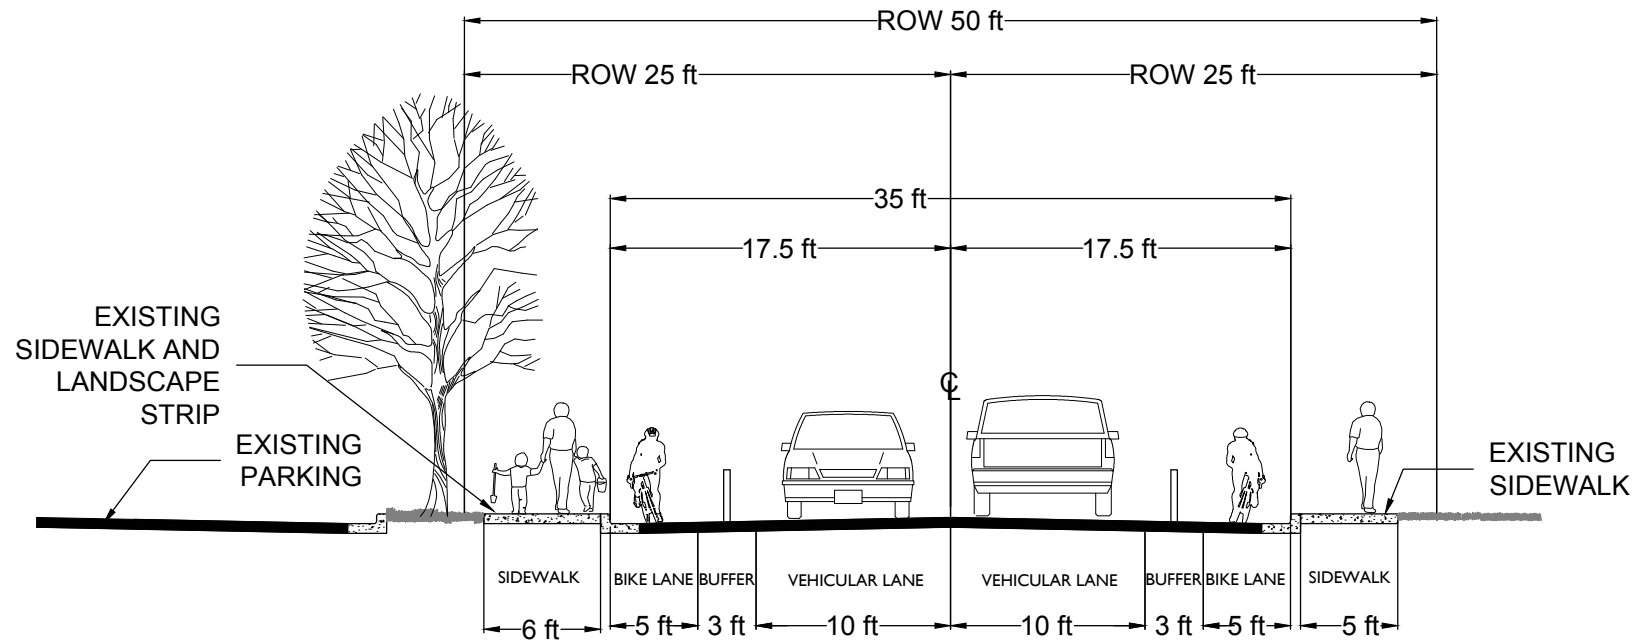 ROW 50 ft
ROW 25 ft
ROW 25 ft
35 ft
17.5 ft
17.5 ft
EXISTING
SIDEWALK AND
LANDSCAPE
STRIP
EXISTING
PARKING
℄
EXISTING
SIDEWALK
SIDEWALK
BIKE LANE
BUFFER
VEHICULAR LANE
VEHICULAR LANE
BUFFER
BIKE LANE
SIDEWALK
6 ft
5 ft
3 ft
10 ft
10 ft
3 ft
5 ft
5 ft